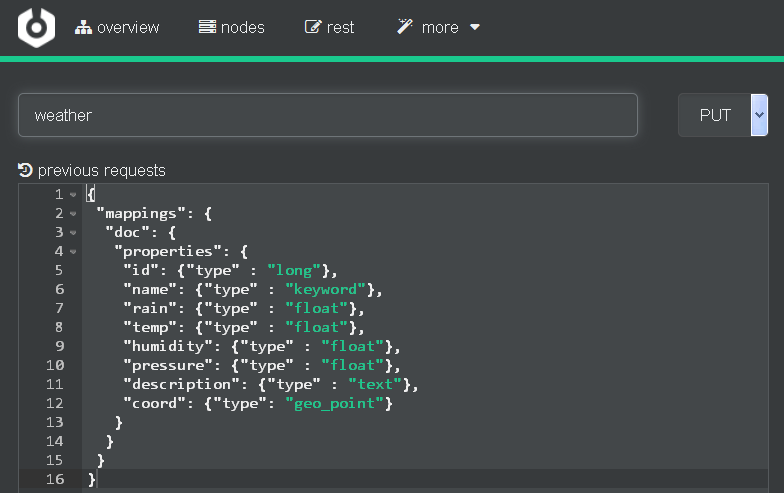 overview nodes rest more
weather PUT
previous requests
1 {
2 "mappings": {
3 "doc": {
4 "properties": {
5 "id": {"type" : "long"},
6 "name": {"type" : "keyword"},
7 "rain": {"type" : "float"},
8 "temp": {"type" : "float"},
9 "humidity": {"type" : "float"},
10 "pressure": {"type" : "float"},
11 "description": {"type" : "text"},
12 "coord": {"type": "geo_point"}
13 }
14 }
15 }
16 }